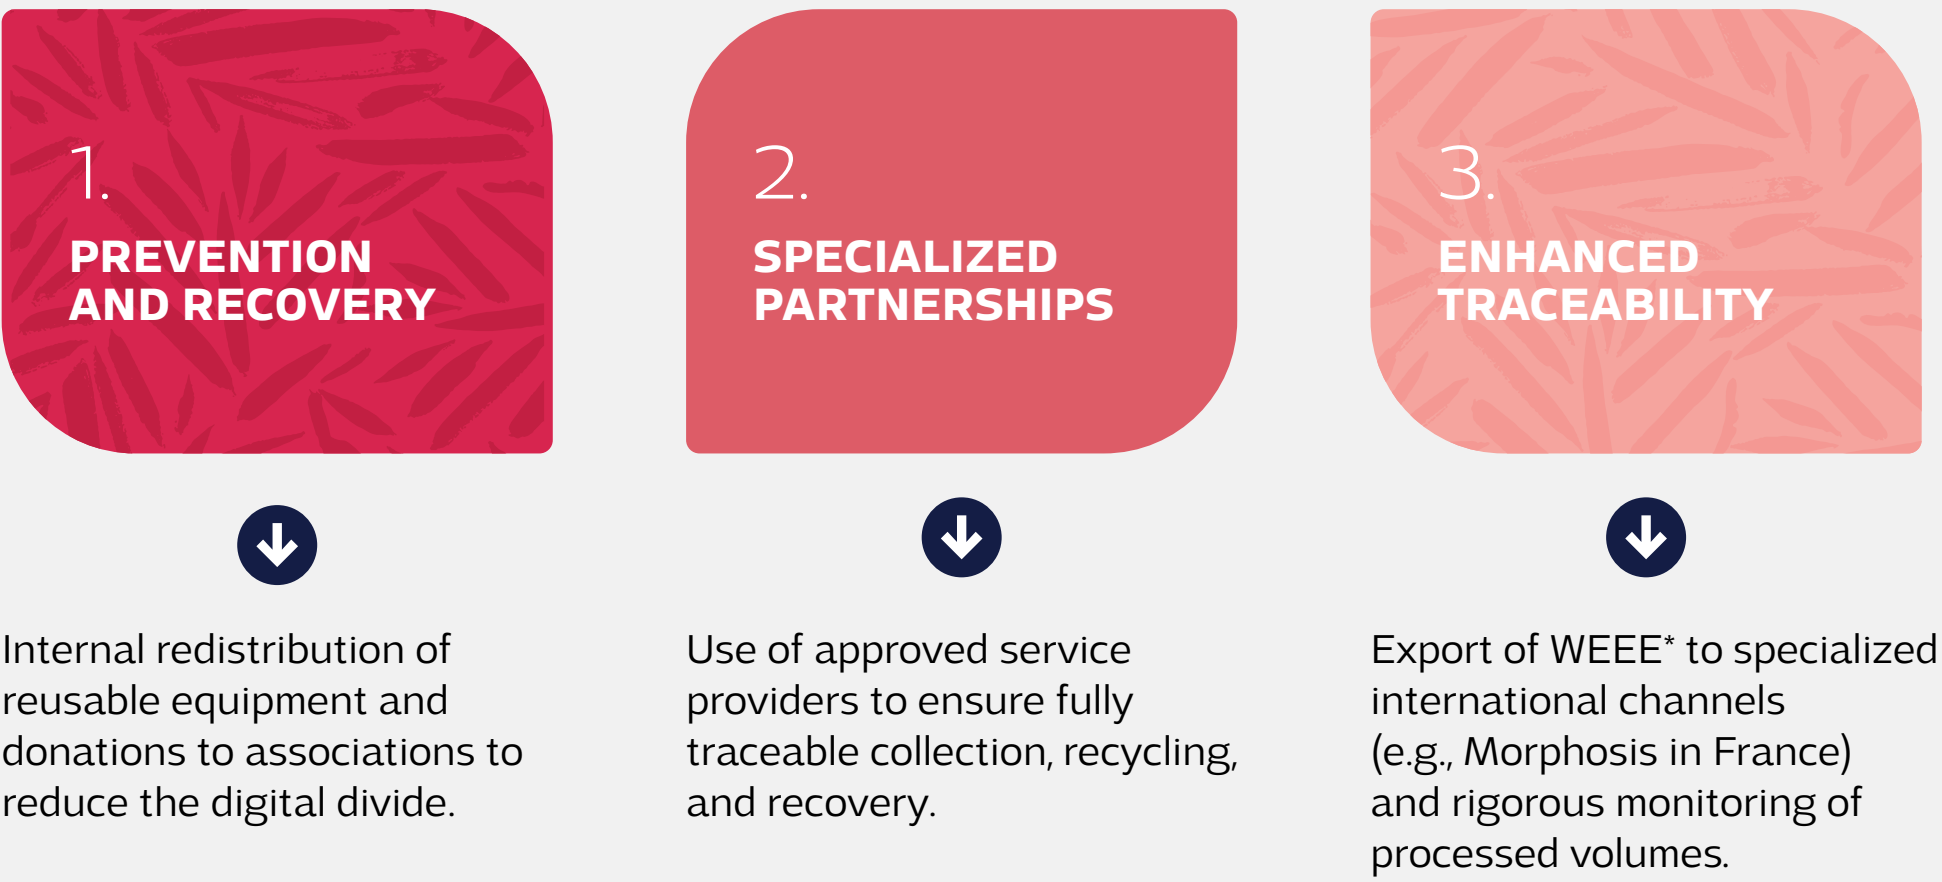 1.
PREVENTION
AND RECOVERY
Internal redistribution of
reusable equipment and
donations to associations to
reduce the digital divide.
2.
SPECIALIZED
PARTNERSHIPS
Use of approved service
providers to ensure fully
traceable collection, recycling,
and recovery.
3.
ENHANCED
TRACEABILITY
Export of WEEE* to specialized
international channels
(e.g., Morphosis in France)
and rigorous monitoring of
processed volumes.